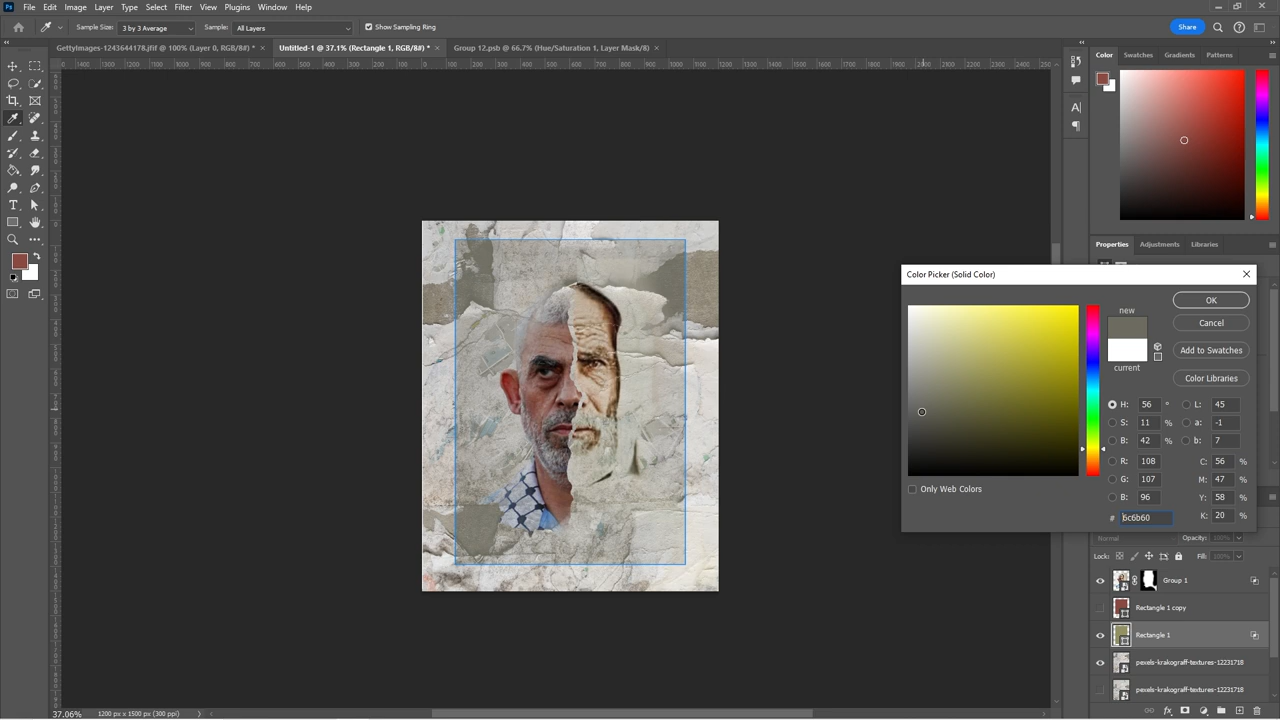 File Edit Image Layer Type Select Filter View Plugins Window Help
Sample Size: 3 by 3 Average Sample: All Layers Show Sampling Ring Share
GettyImages-1243644178.jfif @ 100% (Layer 0, RGB/8#) * × Untitled-1 @ 37.1% (Rectangle 1, RGB/8#) * × Group 12.psb @ 66.7% (Hue/Saturation 1, Layer Mask/8) ×
Color Swatches Gradients Patterns
Properties Adjustments Libraries
Color Picker (Solid Color)
new
current
OK
Cancel
Add to Swatches
Color Libraries
H: 56 ° L: 45
S: 11 % a: -1
B: 42 % b: 7
R: 108 C: 56 %
G: 107 M: 47 %
B: 96 Y: 58 %
# 6c6b60 K: 20 %
Only Web Colors
Normal Opacity: 100%
Lock: Fill: 100%
Group 1
Rectangle 1 copy
Rectangle 1
pexels-krakograff-textures-12231718
pexels-krakograff-textures-12231718
37.06% 1200 px x 1500 px (300 ppi)